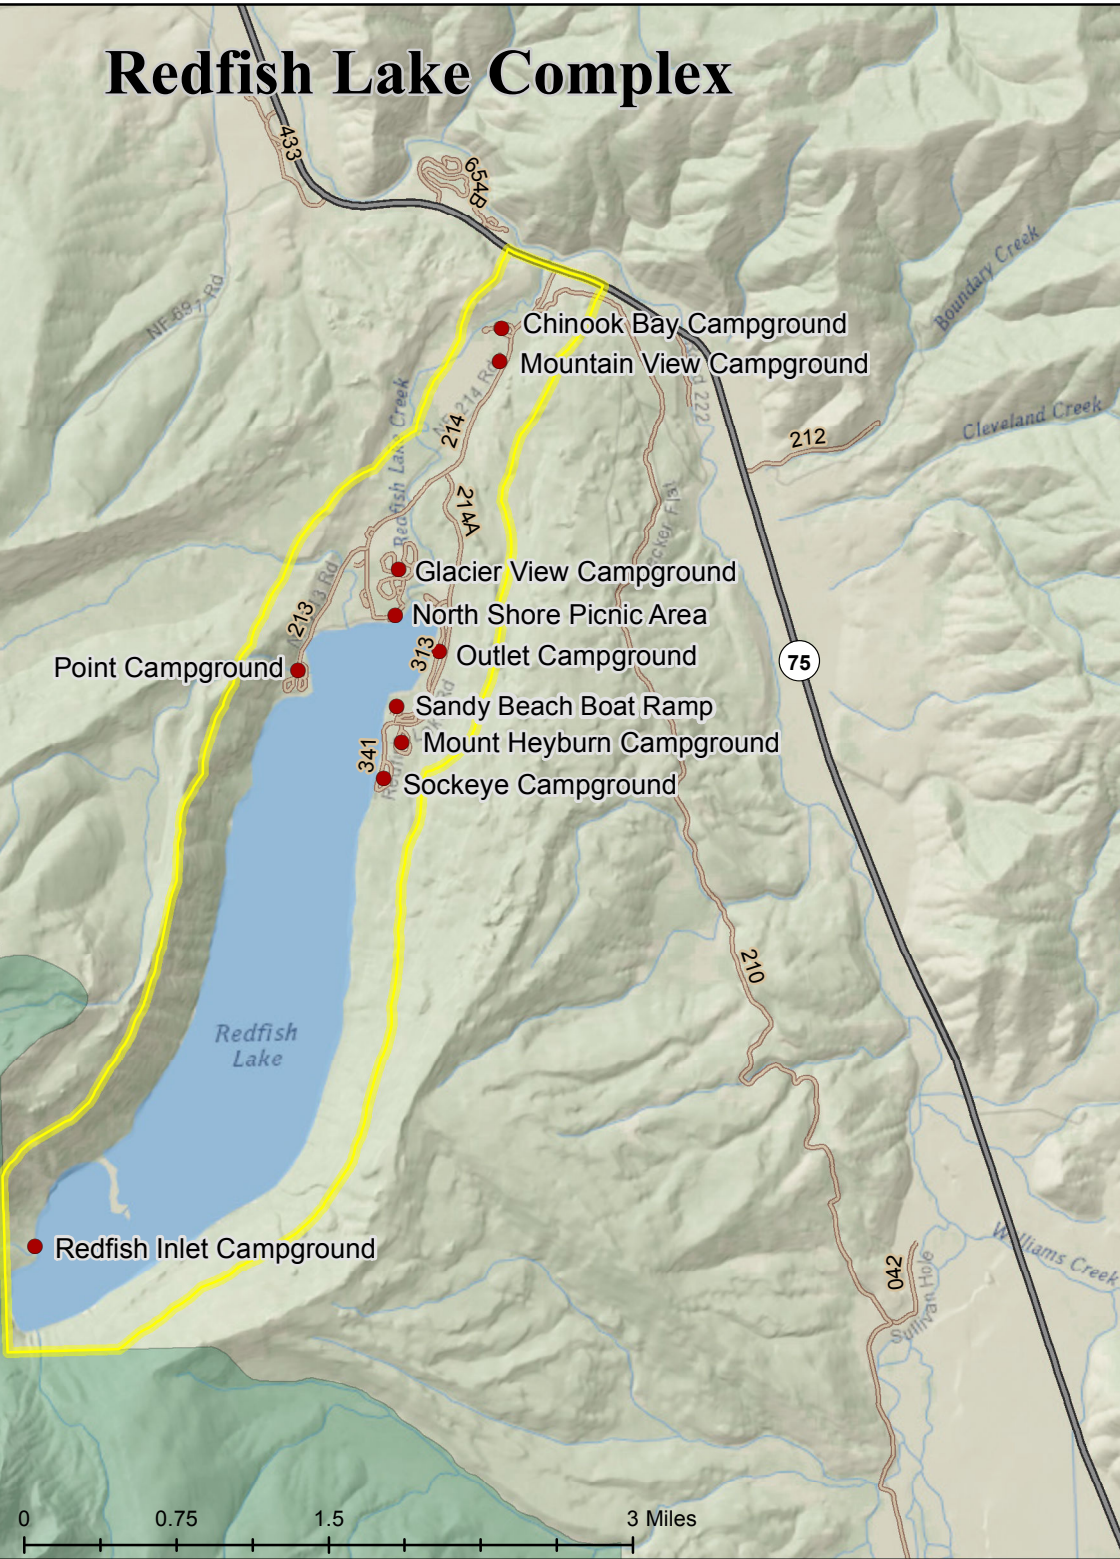 Redfish Lake Complex
433
654B
NF-697 Rd
Boundary Creek
Chinook Bay Campground
Mountain View Campground
Redfish Lake Creek
214 Rd
214
222
212
Cleveland Creek
214A
Glacier View Campground
North Shore Picnic Area
213
Rd
313
Outlet Campground
Point Campground
75
Sandy Beach Boat Ramp
Mount Heyburn Campground
341
Sockeye Campground
210
Redfish
Lake
Redfish Inlet Campground
Williams Creek
042
Sullivan Hole
0
0.75
1.5
3 Miles